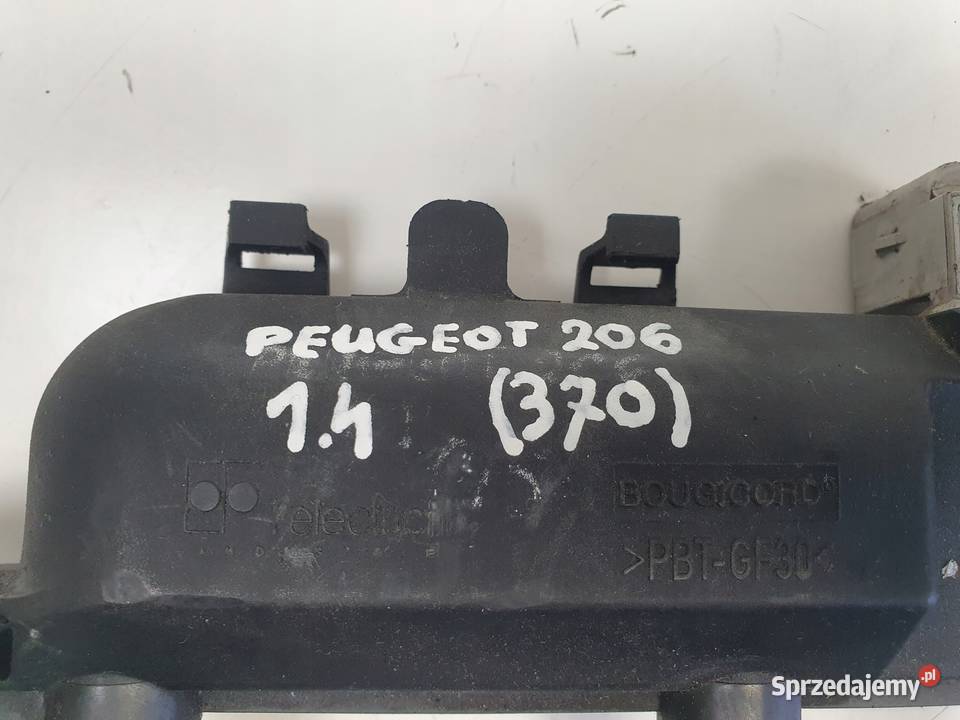 PEUGEOT 206
1.4 (370)
BOUGICORD
>PBT-GF30<
Sprzedajemy.pl